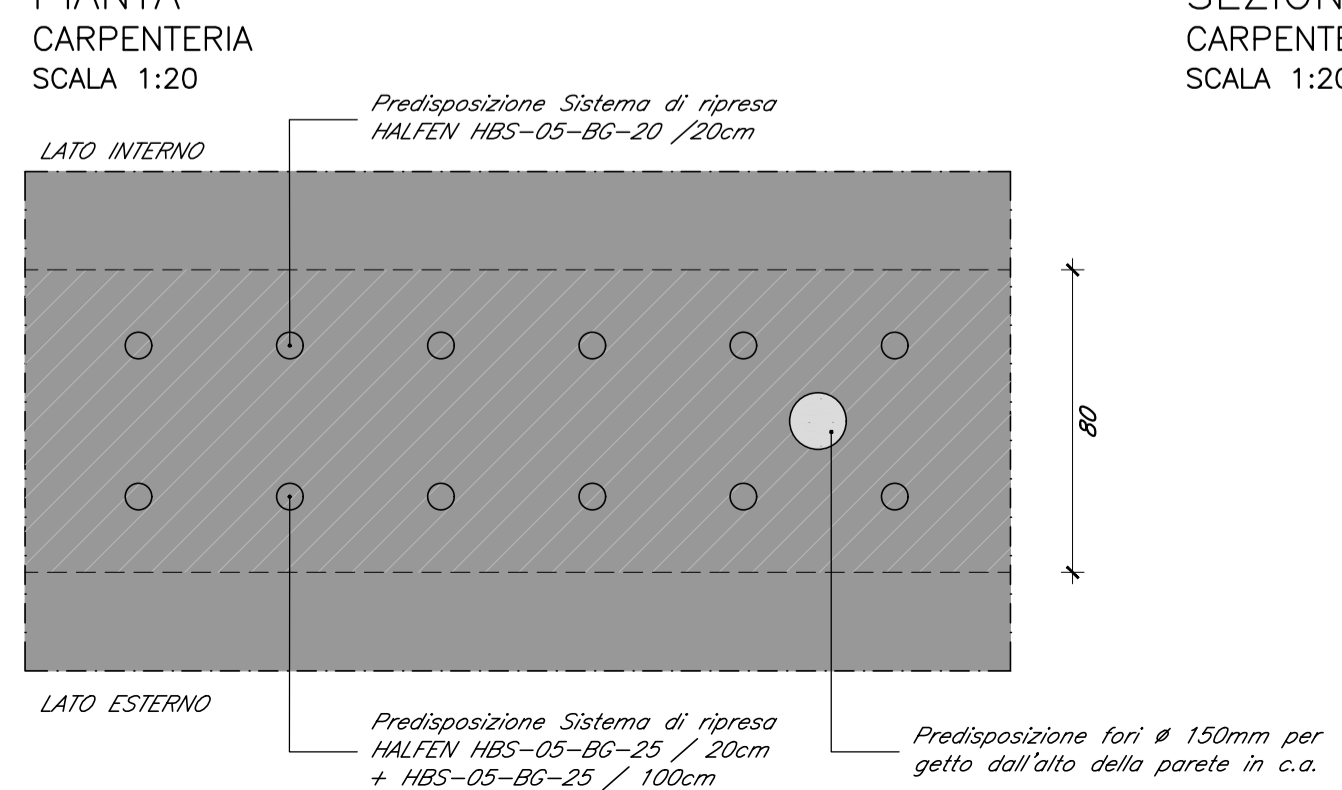 PIANTA
CARPENTERIA
SCALA 1:20
SEZION
CARPENTE
SCALA 1:20
Predisposizione Sistema di ripresa
HALFEN HBS-05-BG-20 /20cm
LATO INTERNO
80
LATO ESTERNO
Predisposizione Sistema di ripresa
HALFEN HBS-05-BG-25 / 20cm
+ HBS-05-BG-25 / 100cm
Predisposizione fori ø 150mm per
getto dall'alto della parete in c.a.